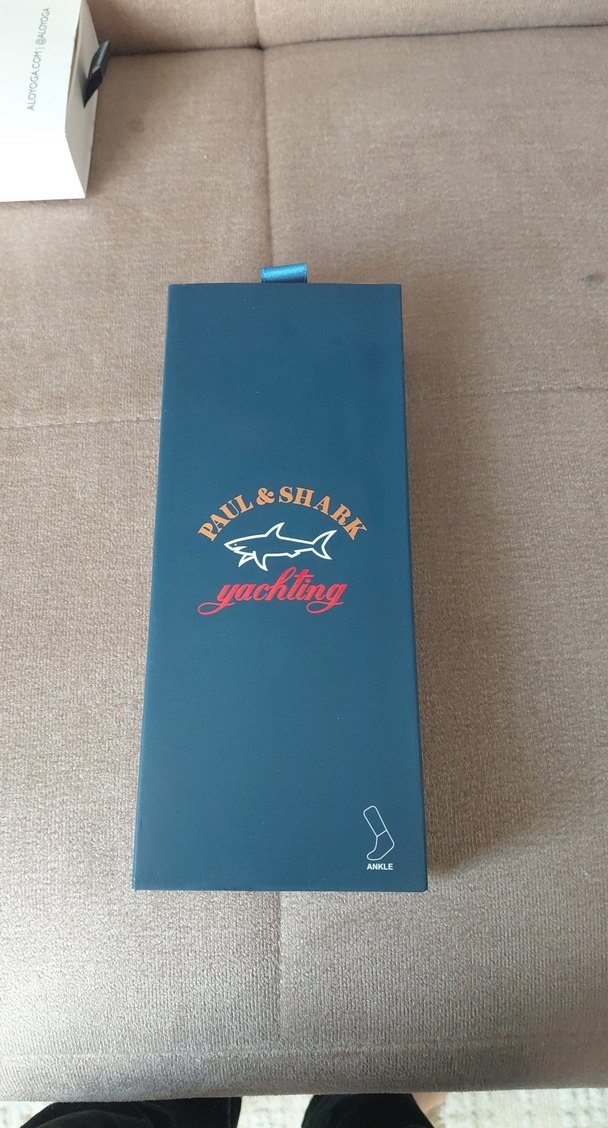 ALOYOGA.COM | @ALOYOGA
PAUL & SHARK
yachting
ANKLE